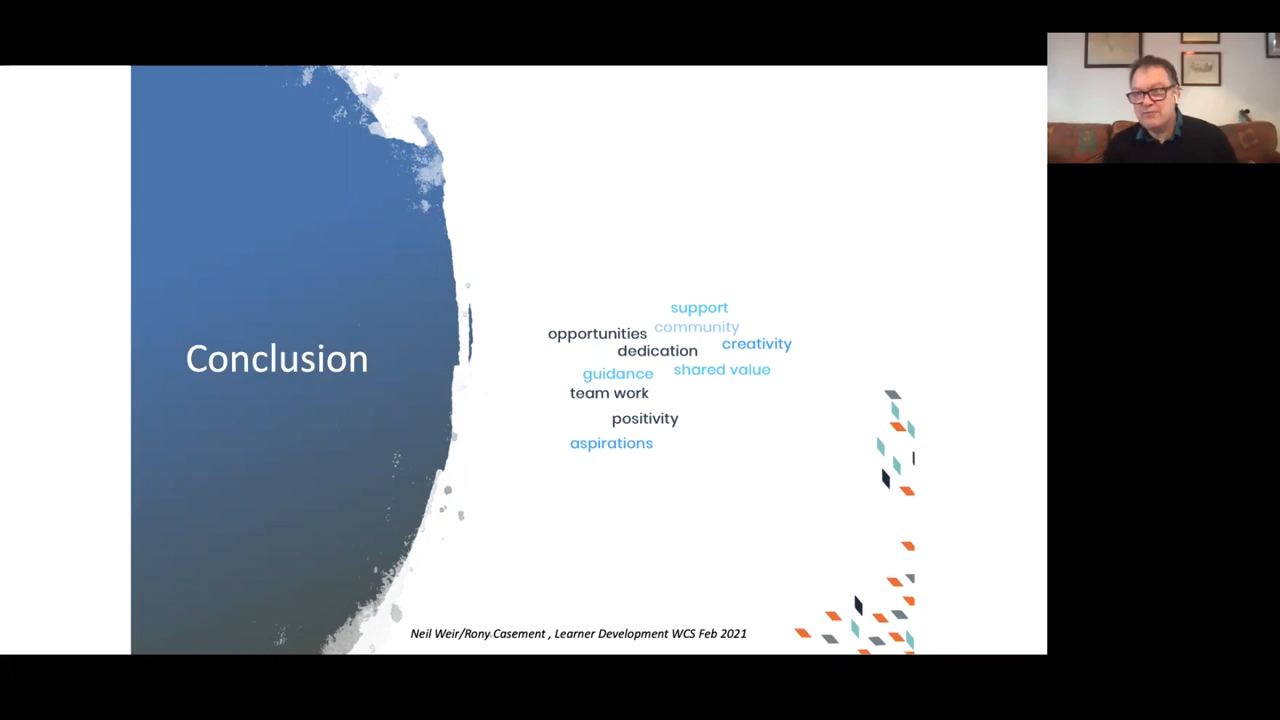 Conclusion
support
community
opportunities
creativity
dedication
shared value
guidance
team work
positivity
aspirations
Neil Weir/Rony Casement , Learner Development WCS Feb 2021